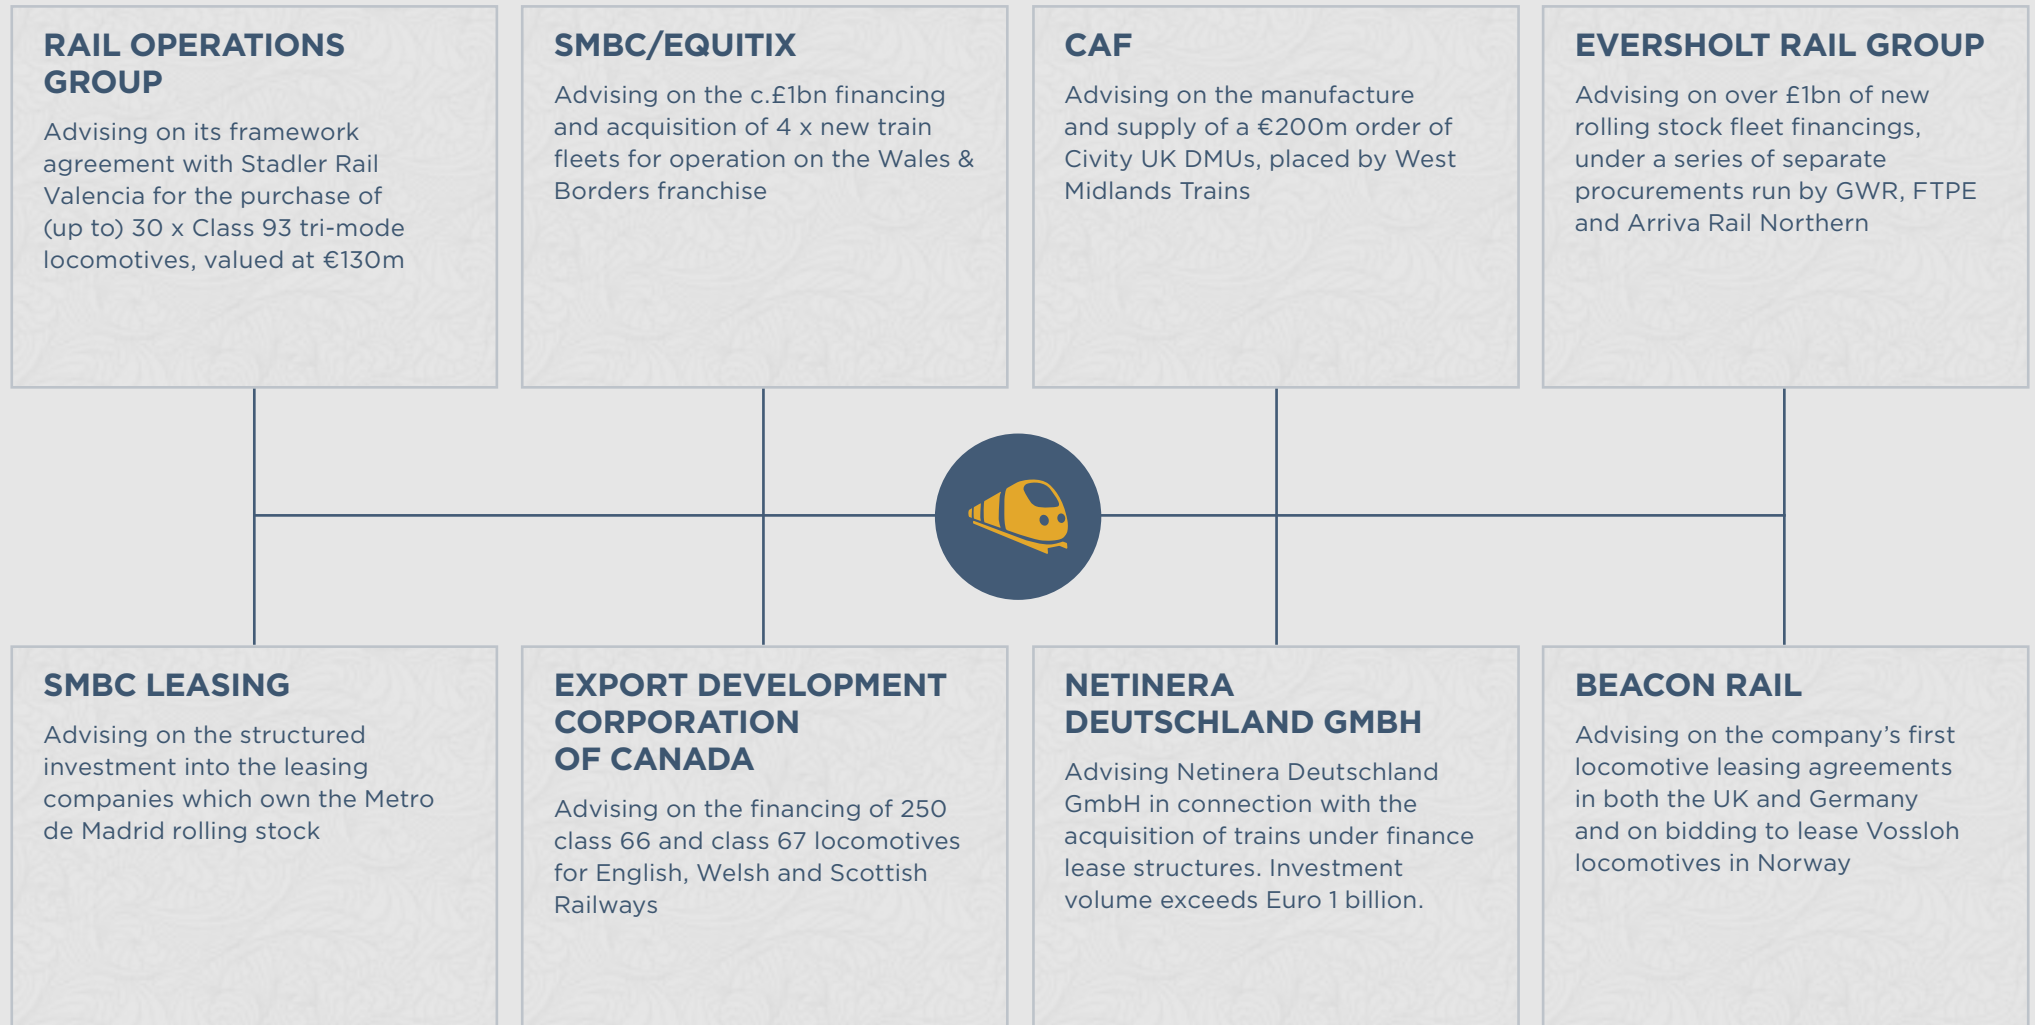 RAIL OPERATIONS
GROUP
Advising on its framework
agreement with Stadler Rail
Valencia for the purchase of
(up to) 30 x Class 93 tri-mode
locomotives, valued at €130m
SMBC/EQUITIX
Advising on the c.£1bn financing
and acquisition of 4 x new train
fleets for operation on the Wales &
Borders franchise
CAF
Advising on the manufacture
and supply of a €200m order of
Civity UK DMUs, placed by West
Midlands Trains
EVERSHOLT RAIL GROUP
Advising on over £1bn of new
rolling stock fleet financings,
under a series of separate
procurements run by GWR, FTPE
and Arriva Rail Northern
SMBC LEASING
Advising on the structured
investment into the leasing
companies which own the Metro
de Madrid rolling stock
EXPORT DEVELOPMENT
CORPORATION
OF CANADA
Advising on the financing of 250
class 66 and class 67 locomotives
for English, Welsh and Scottish
Railways
NETINERA
DEUTSCHLAND GMBH
Advising Netinera Deutschland
GmbH in connection with the
acquisition of trains under finance
lease structures. Investment
volume exceeds Euro 1 billion.
BEACON RAIL
Advising on the company’s first
locomotive leasing agreements
in both the UK and Germany
and on bidding to lease Vossloh
locomotives in Norway